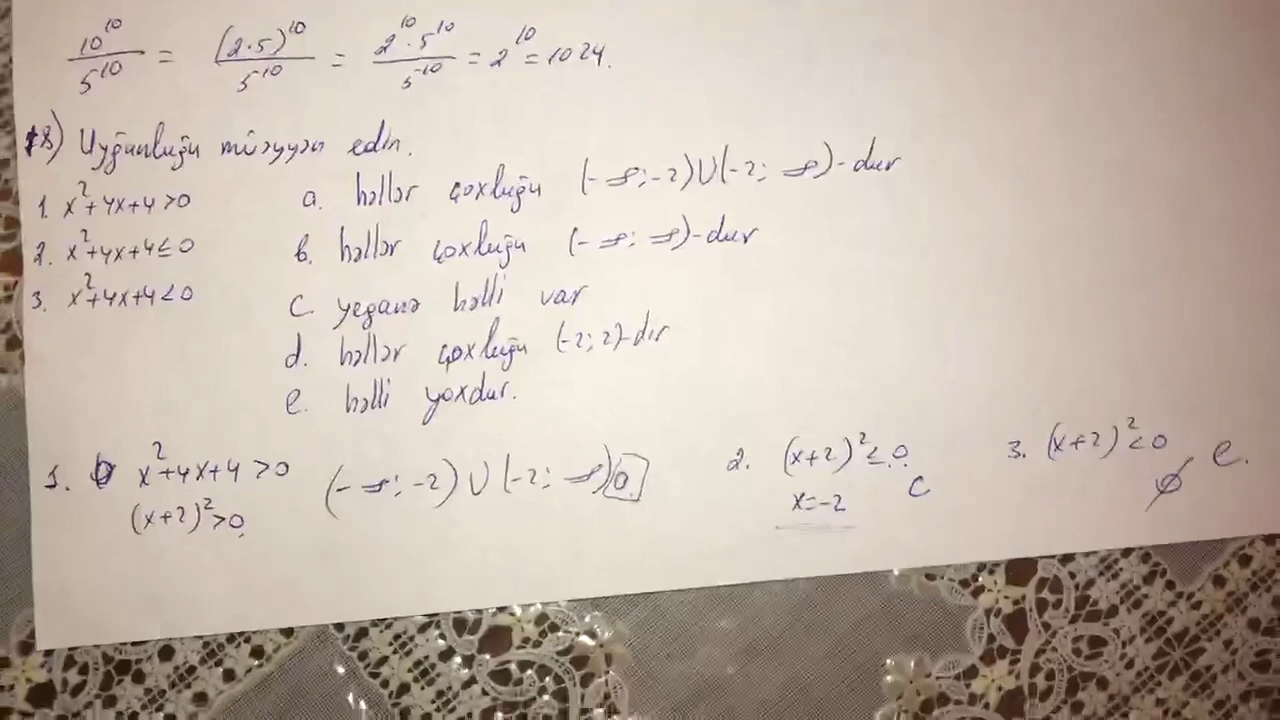 10^10/5^10 = (2·5)^10/5^10 = 2^10·5^10/5^10 = 2^10 = 1024.
18) Uyğunluğu müəyyən edin.
1. x²+4x+4>0 a. həllər çoxluğu (-∞;-2)∪(-2;∞)-dur
2. x²+4x+4≤0 b. həllər çoxluğu (-∞;∞)-dur
3. x²+4x+4<0 c. yeganə həlli var
d. həllər çoxluğu (-2;2)-dir
e. həlli yoxdur.
1. x²+4x+4>0 (-∞;-2)∪(-2;∞) a. 2. (x+2)²≤0. 3. (x+2)²<0 e.
(x+2)²>0. x=-2 c ∅